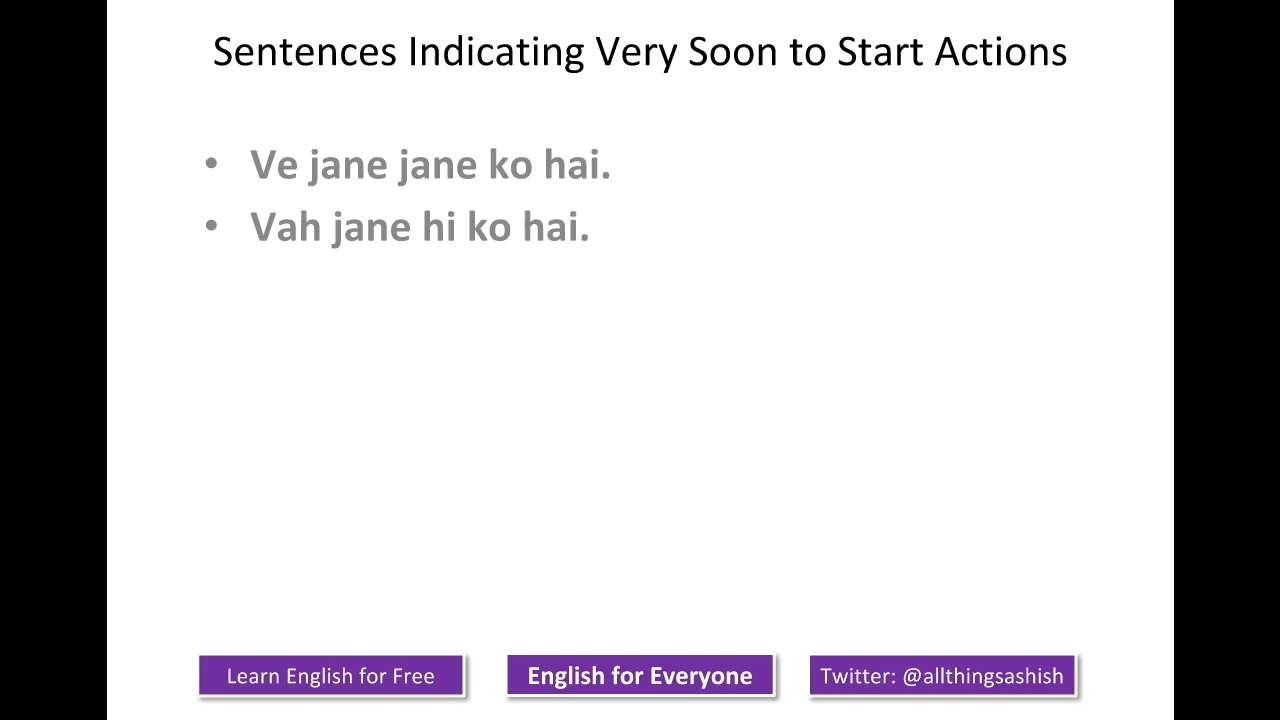 Sentences Indicating Very Soon to Start Actions
• Ve jane jane ko hai.
• Vah jane hi ko hai.
Learn English for Free
English for Everyone
Twitter: @allthingsashish